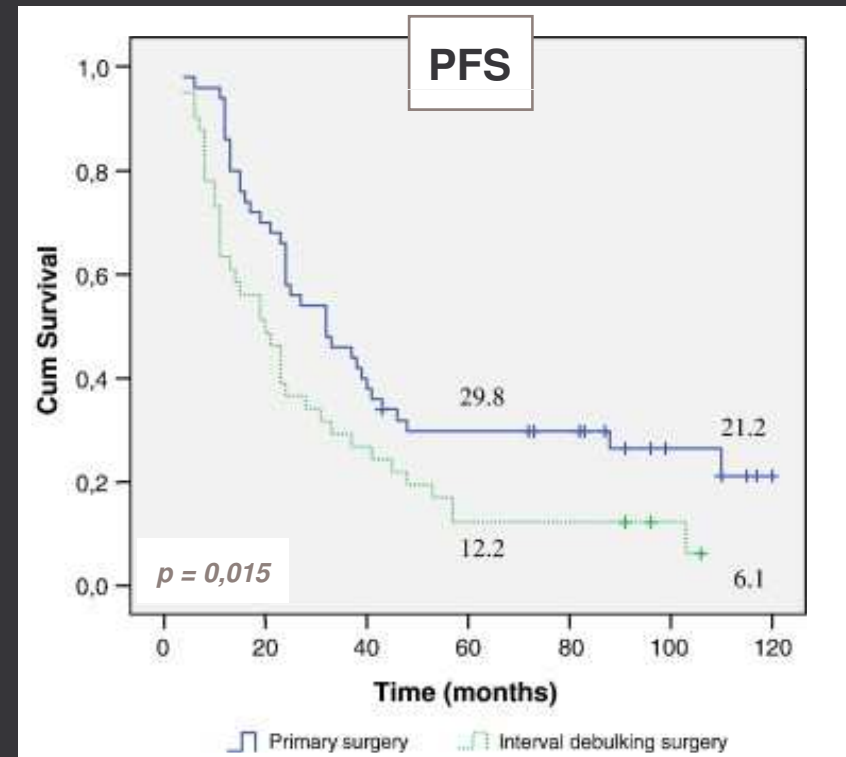 PFS
1,0
0,8
0,6
0,4
0,2
0,0
Cum Survival
29.8
21.2
12.2
6.1
p = 0,015
0 20 40 60 80 100 120
Time (months)
Primary surgery Interval debulking surgery